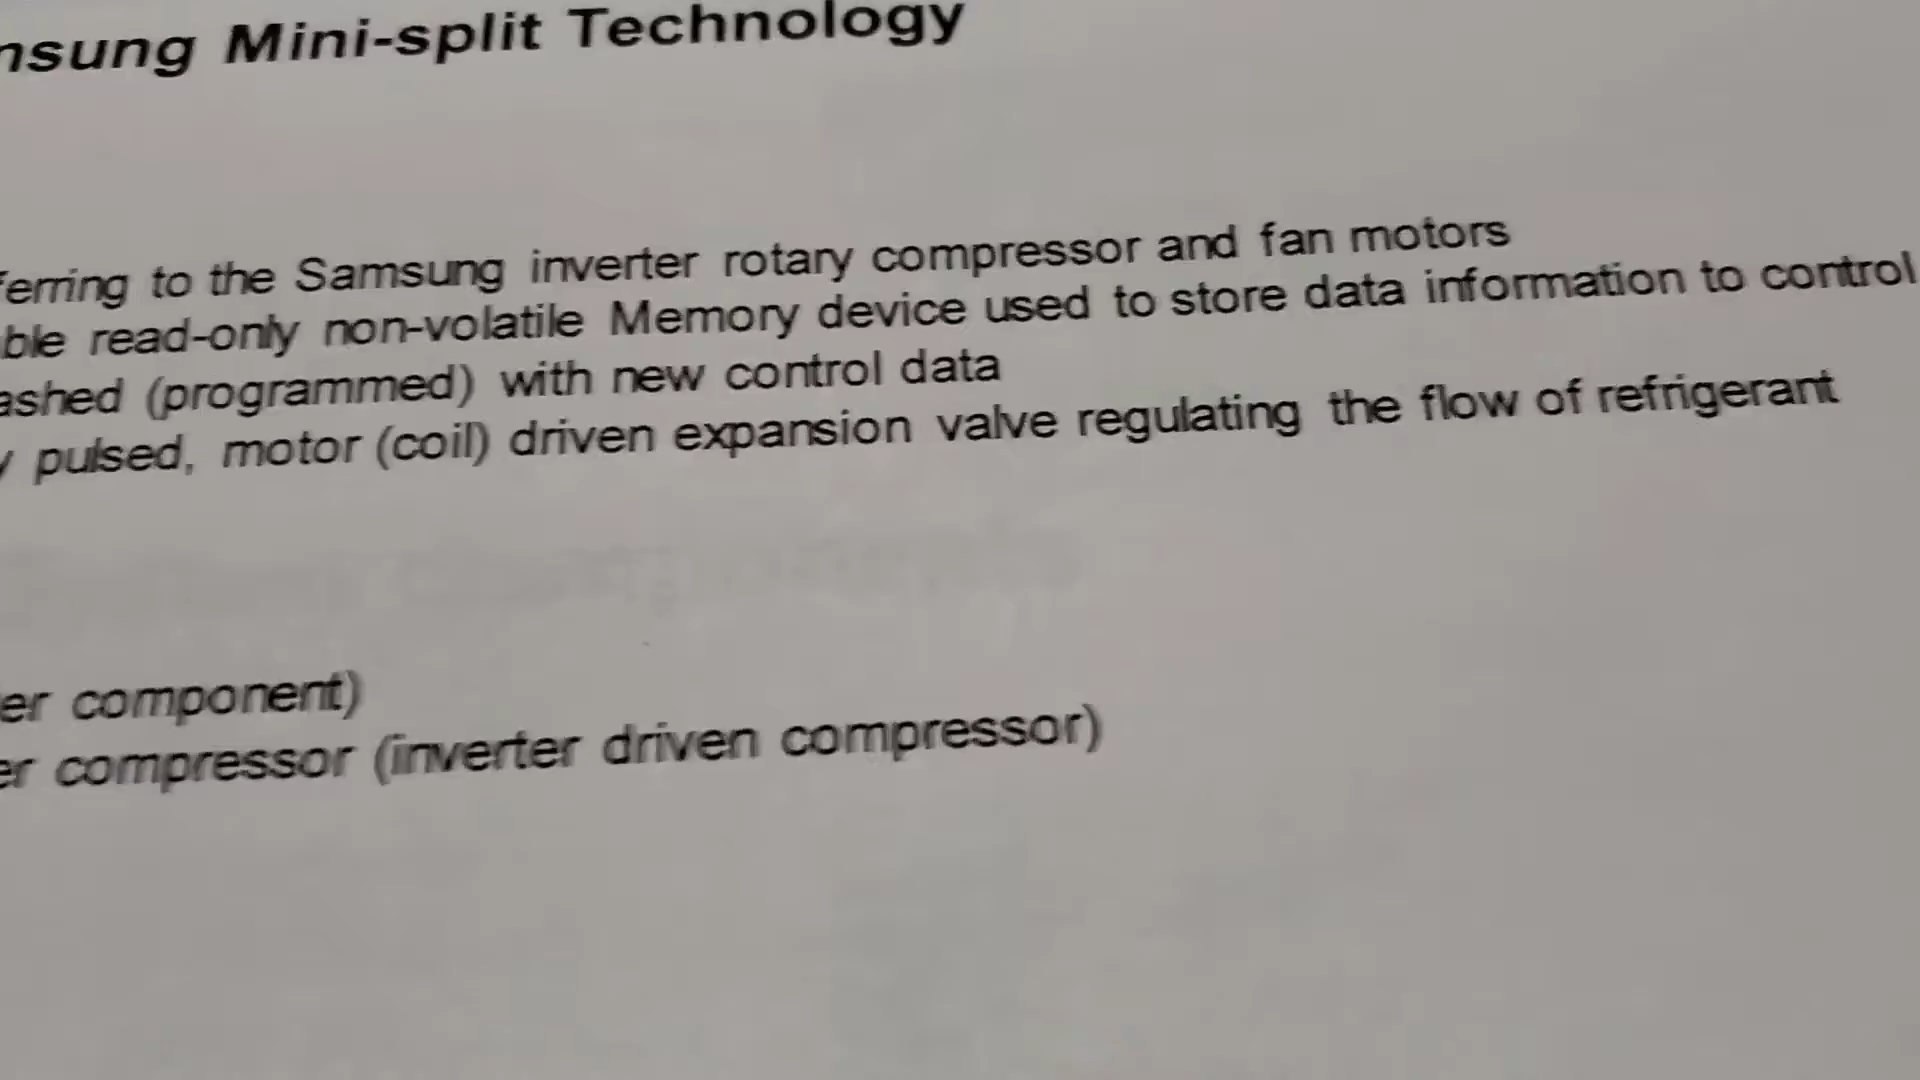 nsung Mini-split Technology
ferring to the Samsung inverter rotary compressor and fan motors
ble read-only non-volatile Memory device used to store data information to control
ashed (programmed) with new control data
y pulsed, motor (coil) driven expansion valve regulating the flow of refrigerant
er component)
er compressor (inverter driven compressor)